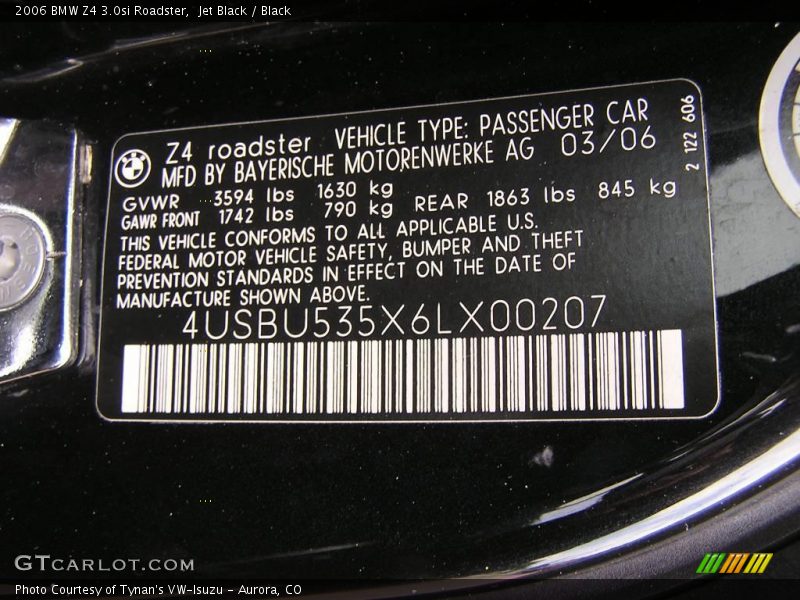 2006 BMW Z4 3.0si Roadster,  Jet Black / Black
BMW
Z4 roadster VEHICLE TYPE: PASSENGER CAR
MFD BY BAYERISCHE MOTORENWERKE AG 03/06
2 122 606
GVWR 3594 lbs 1630 kg
GAWR FRONT 1742 lbs 790 kg REAR 1863 lbs 845 kg
THIS VEHICLE CONFORMS TO ALL APPLICABLE U.S.
FEDERAL MOTOR VEHICLE SAFETY, BUMPER AND THEFT
PREVENTION STANDARDS IN EFFECT ON THE DATE OF
MANUFACTURE SHOWN ABOVE.
4USBU535X6LX00207
GTCARLOT.COM
Photo Courtesy of Tynan's VW-Isuzu - Aurora, CO